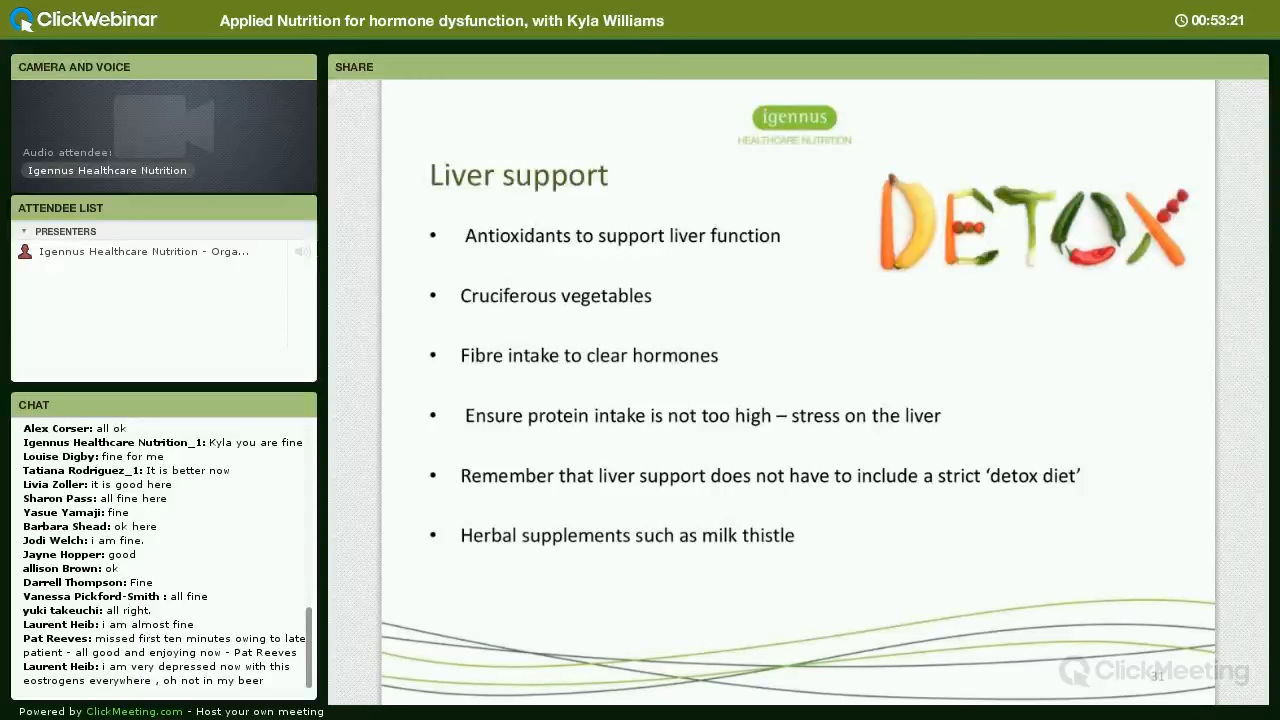 ClickWebinar
Applied Nutrition for hormone dysfunction, with Kyla Williams
00:53:21
CAMERA AND VOICE
Audio attendee:
Igennus Healthcare Nutrition
ATTENDEE LIST
PRESENTERS
Igennus Healthcare Nutrition - Orga...
CHAT
Alex Corser: all ok
Igennus Healthcare Nutrition_1: Kyla you are fine
Louise Digby: fine for me
Tatiana Rodriguez_1: It is better now
Livia Zoller: it is good here
Sharon Pass: all fine here
Yasue Yamaji: fine
Barbara Shead: ok here
Jodi Welch: i am fine.
Jayne Hopper: good
allison Brown: ok
Darrell Thompson: Fine
Vanessa Pickford-Smith : all fine
yuki takeuchi: all right.
Laurent Heib: i am almost fine
Pat Reeves: missed first ten minutes owing to late
patient - all good and enjoying now - Pat Reeves
Laurent Heib: i am very depressed now with this
eostrogens everywhere , oh not in my beer
Powered by ClickMeeting.com - Host your own meeting
SHARE
igennus
HEALTHCARE NUTRITION
Liver support
DETOX
• Antioxidants to support liver function
• Cruciferous vegetables
• Fibre intake to clear hormones
• Ensure protein intake is not too high – stress on the liver
• Remember that liver support does not have to include a strict ‘detox diet’
• Herbal supplements such as milk thistle
ClickMeeting
31